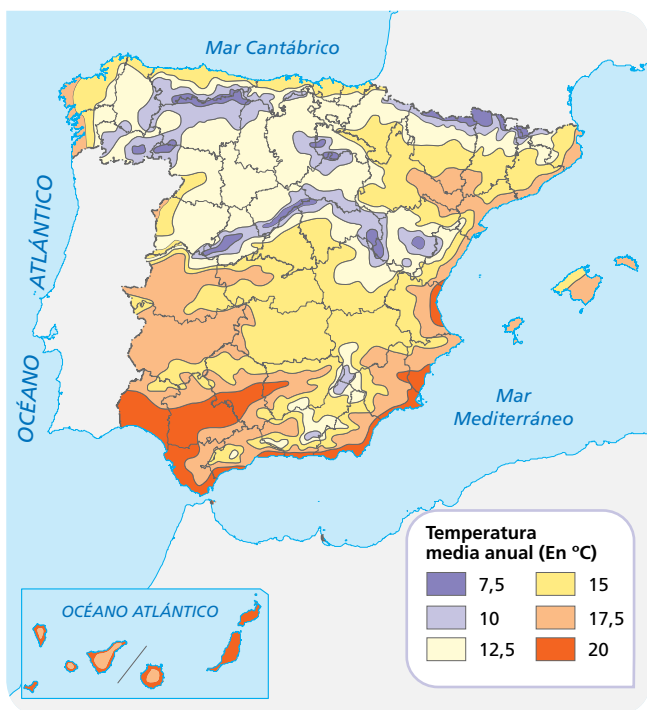 Mar Cantábrico
OCÉANO ATLÁNTICO
Mar
Mediterráneo
Temperatura
media anual (En ºC)
7,5
15
10
17,5
12,5
20
OCÉANO ATLÁNTICO